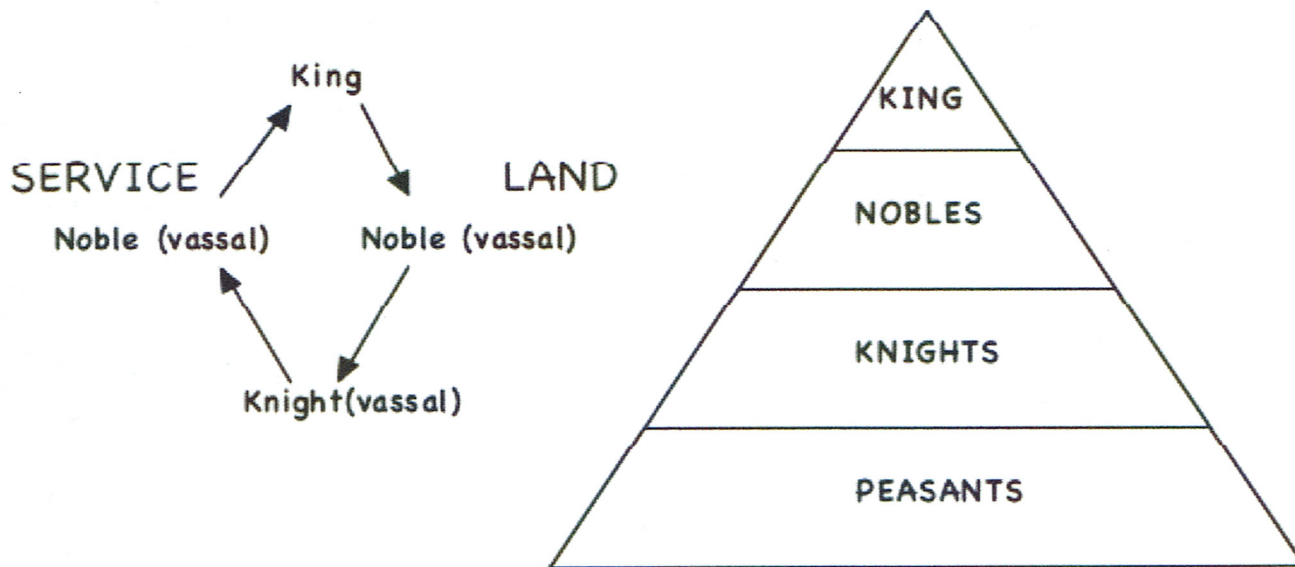 King
SERVICE
LAND
Noble (vassal)
Noble (vassal)
Knight(vassal)
KING
NOBLES
KNIGHTS
PEASANTS